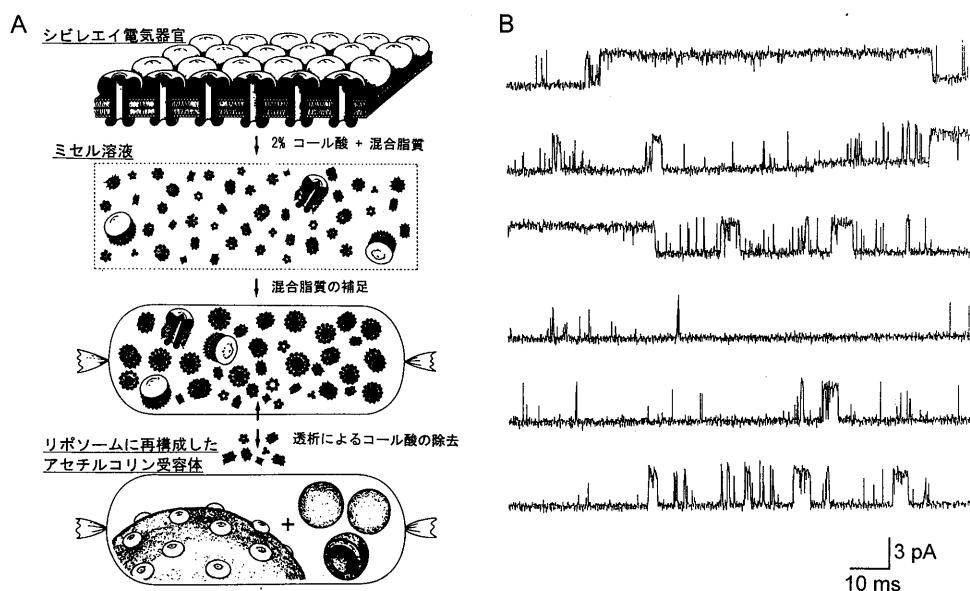 A
シビレエイ電気器官
2% コール酸 + 混合脂質
ミセル溶液
混合脂質の補足
透析によるコール酸の除去
リポソームに再構成した
アセチルコリン受容体
+
B
3 pA
10 ms